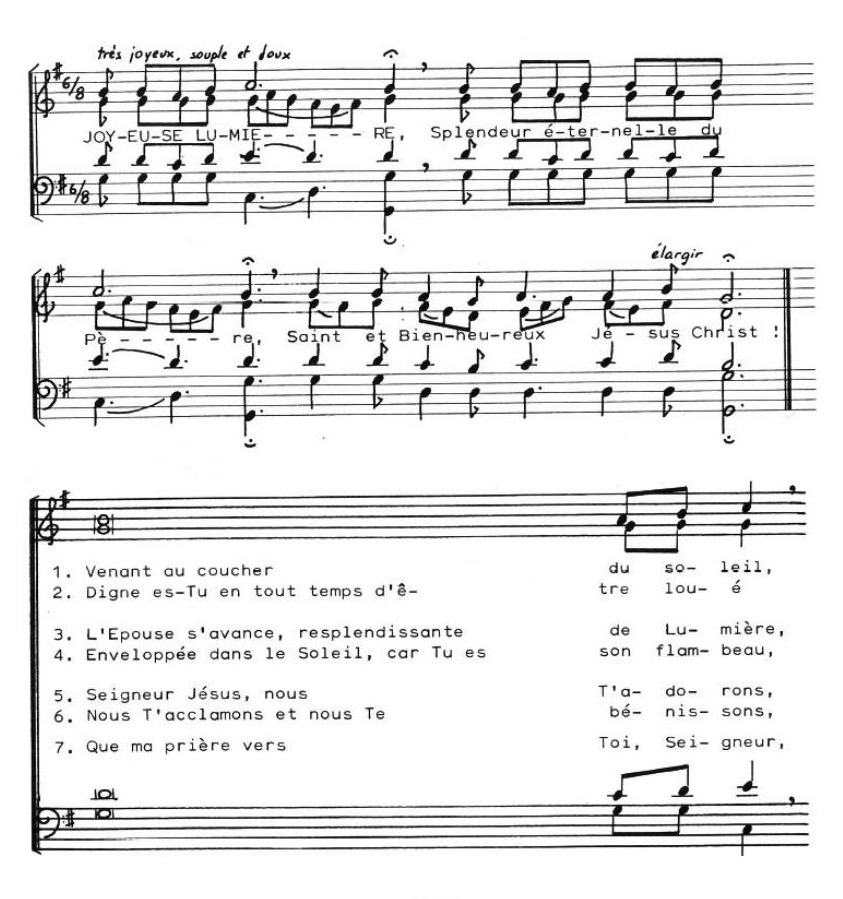 très joyeux, souple et doux
6/8
JOY-EU-SE LU-MIE- - - - - - RE, Splendeur é-ter-nel-le du
6/8
élargir
Pè - - - - - re, Saint et Bien-heu-reux Jé - sus Christ !
1. Venant au coucher du so- leil,
2. Digne es-Tu en tout temps d'ê- tre lou- é
3. L'Epouse s'avance, resplendissante de Lu- mière,
4. Enveloppée dans le Soleil, car Tu es son flam- beau,
5. Seigneur Jésus, nous T'a- do- rons,
6. Nous T'acclamons et nous Te bé- nis- sons,
7. Que ma prière vers Toi, Sei- gneur,